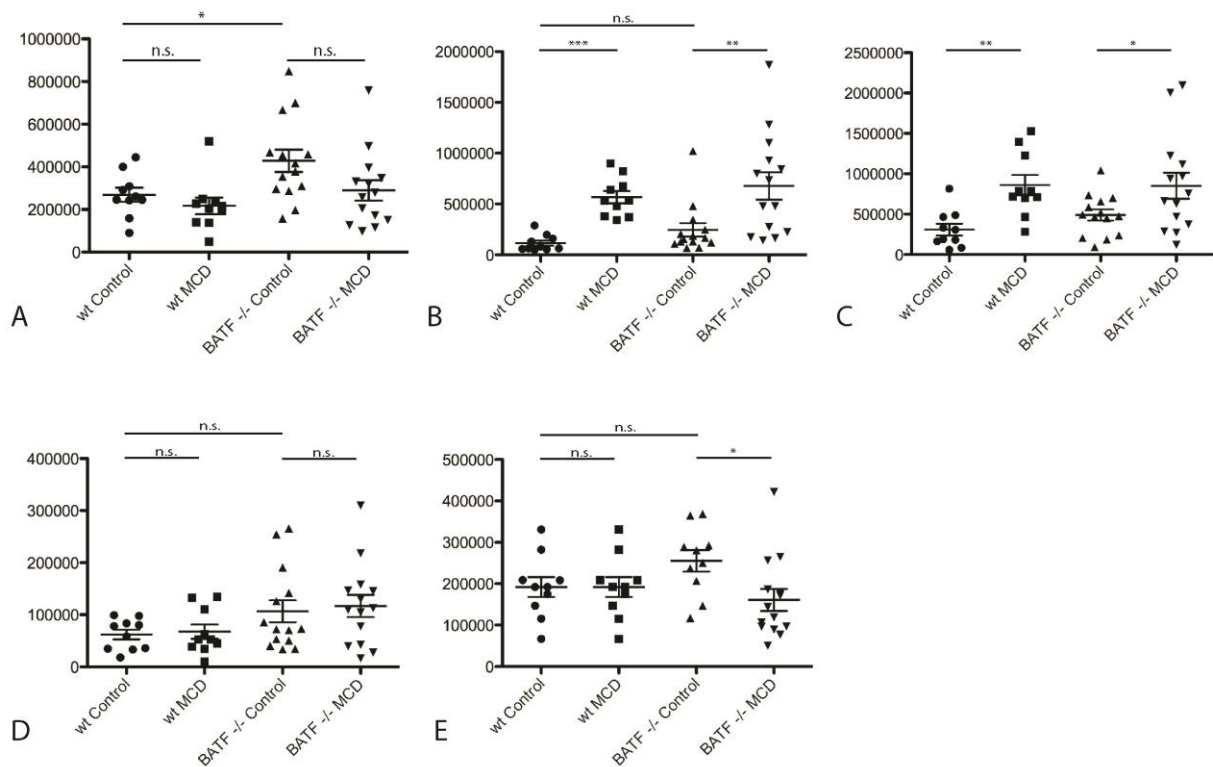 *
n.s.
n.s.
1000000
800000
600000
400000
200000
0
wt Control
wt MCD
BATF -/- Control
BATF -/- MCD
A
n.s.
***
**
2000000
1500000
1000000
500000
0
wt Control
wt MCD
BATF -/- Control
BATF -/- MCD
B
**
*
2500000
2000000
1500000
1000000
500000
0
wt Control
wt MCD
BATF -/- Control
BATF -/- MCD
C
n.s.
n.s.
n.s.
400000
300000
200000
100000
0
wt Control
wt MCD
BATF -/- Control
BATF -/- MCD
D
n.s.
n.s.
*
500000
400000
300000
200000
100000
0
wt Control
wt MCD
BATF -/- Control
BATF -/- MCD
E